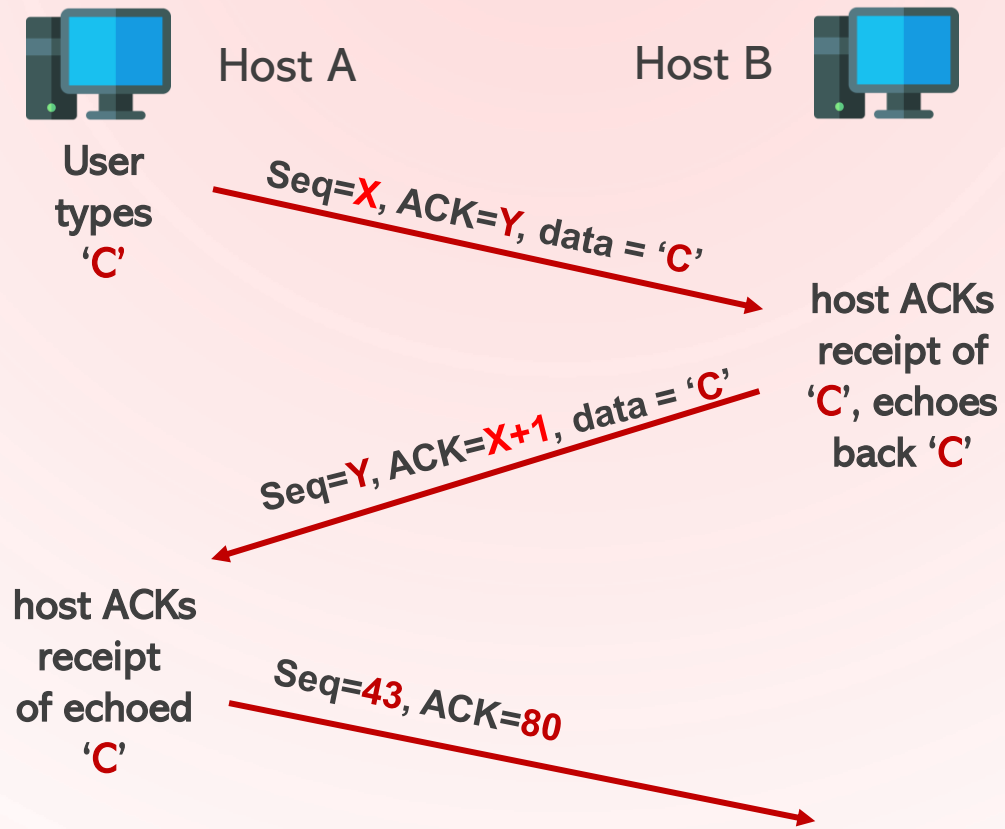 Host A
Host B
User
types
‘C’
Seq=X, ACK=Y, data = ‘C’
host ACKs
receipt of
‘C’, echoes
back ‘C’
Seq=Y, ACK=X+1, data = ‘C’
host ACKs
receipt
of echoed
‘C’
Seq=43, ACK=80